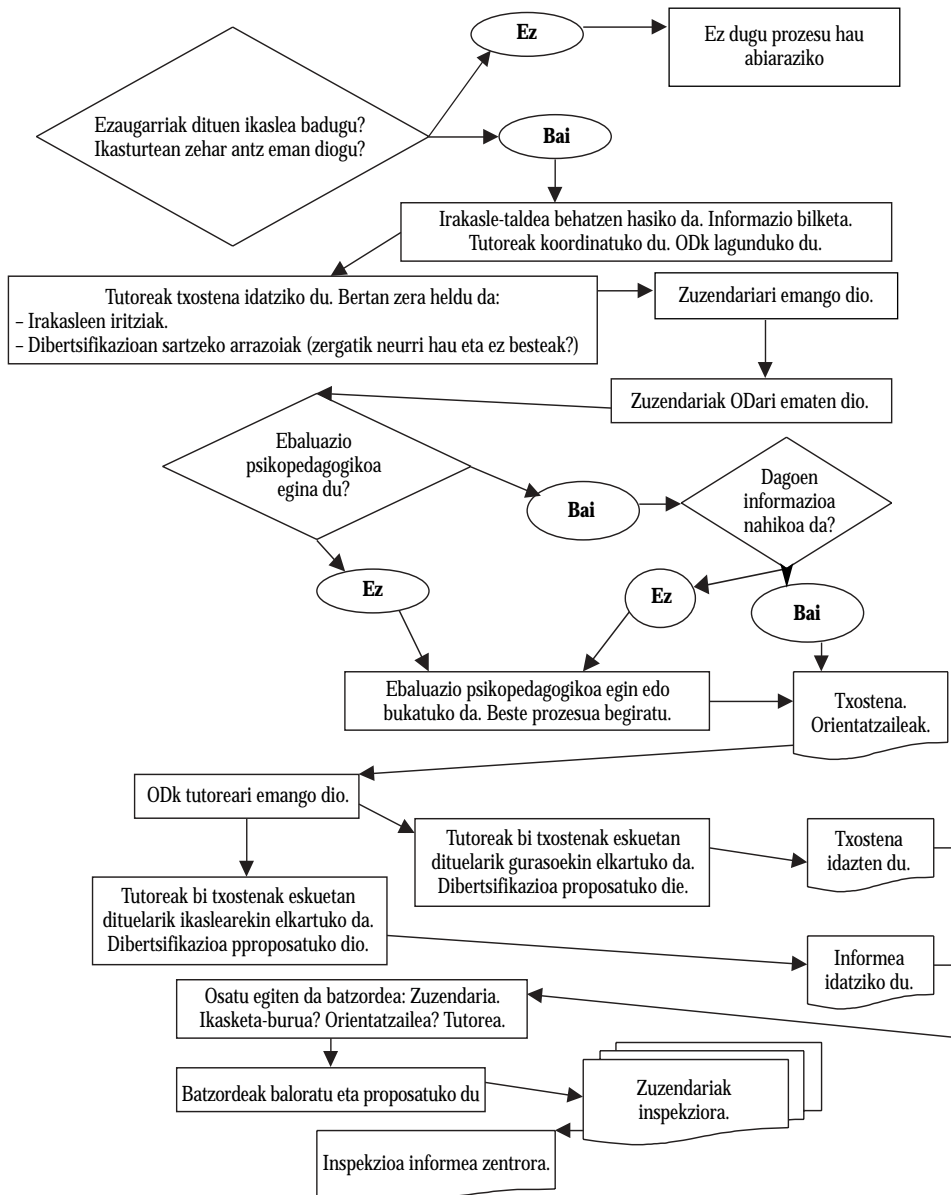 Ez
Ez dugu prozesu hau
abiaraziko
Ezaugarriak dituen ikaslea badugu?
Ikasturtean zehar antz eman diogu?
Bai
Irakasle-taldea behatzen hasiko da. Informazio bilketa.
Tutoreak koordinatuko du. ODk lagunduko du.
Tutoreak txostena idatziko du. Bertan zera heldu da:
– Irakasleen iritziak.
– Dibertsifikazioan sartzeko arrazoiak (zergatik neurri hau eta ez besteak?)
Zuzendariari emango dio.
Zuzendariak ODari ematen dio.
Ebaluazio
psikopedagogikoa
egina du?
Bai
Dagoen
informazioa
nahikoa da?
Ez
Ez
Bai
Ebaluazio psikopedagogikoa egin edo
bukatuko da. Beste prozesua begiratu.
Txostena.
Orientatzaileak.
ODk tutoreari emango dio.
Tutoreak bi txostenak eskuetan
dituelarik gurasoekin elkartuko da.
Dibertsifikazioa proposatuko die.
Txostena
idazten du.
Tutoreak bi txostenak eskuetan
dituelarik ikaslearekin elkartuko da.
Dibertsifikazioa pproposatuko dio.
Informea
idatziko du.
Osatu egiten da batzordea: Zuzendaria.
Ikasketa-burua? Orientatzailea? Tutorea.
Batzordeak baloratu eta proposatuko du
Zuzendariak
inspekziora.
Inspekzioa informea zentrora.